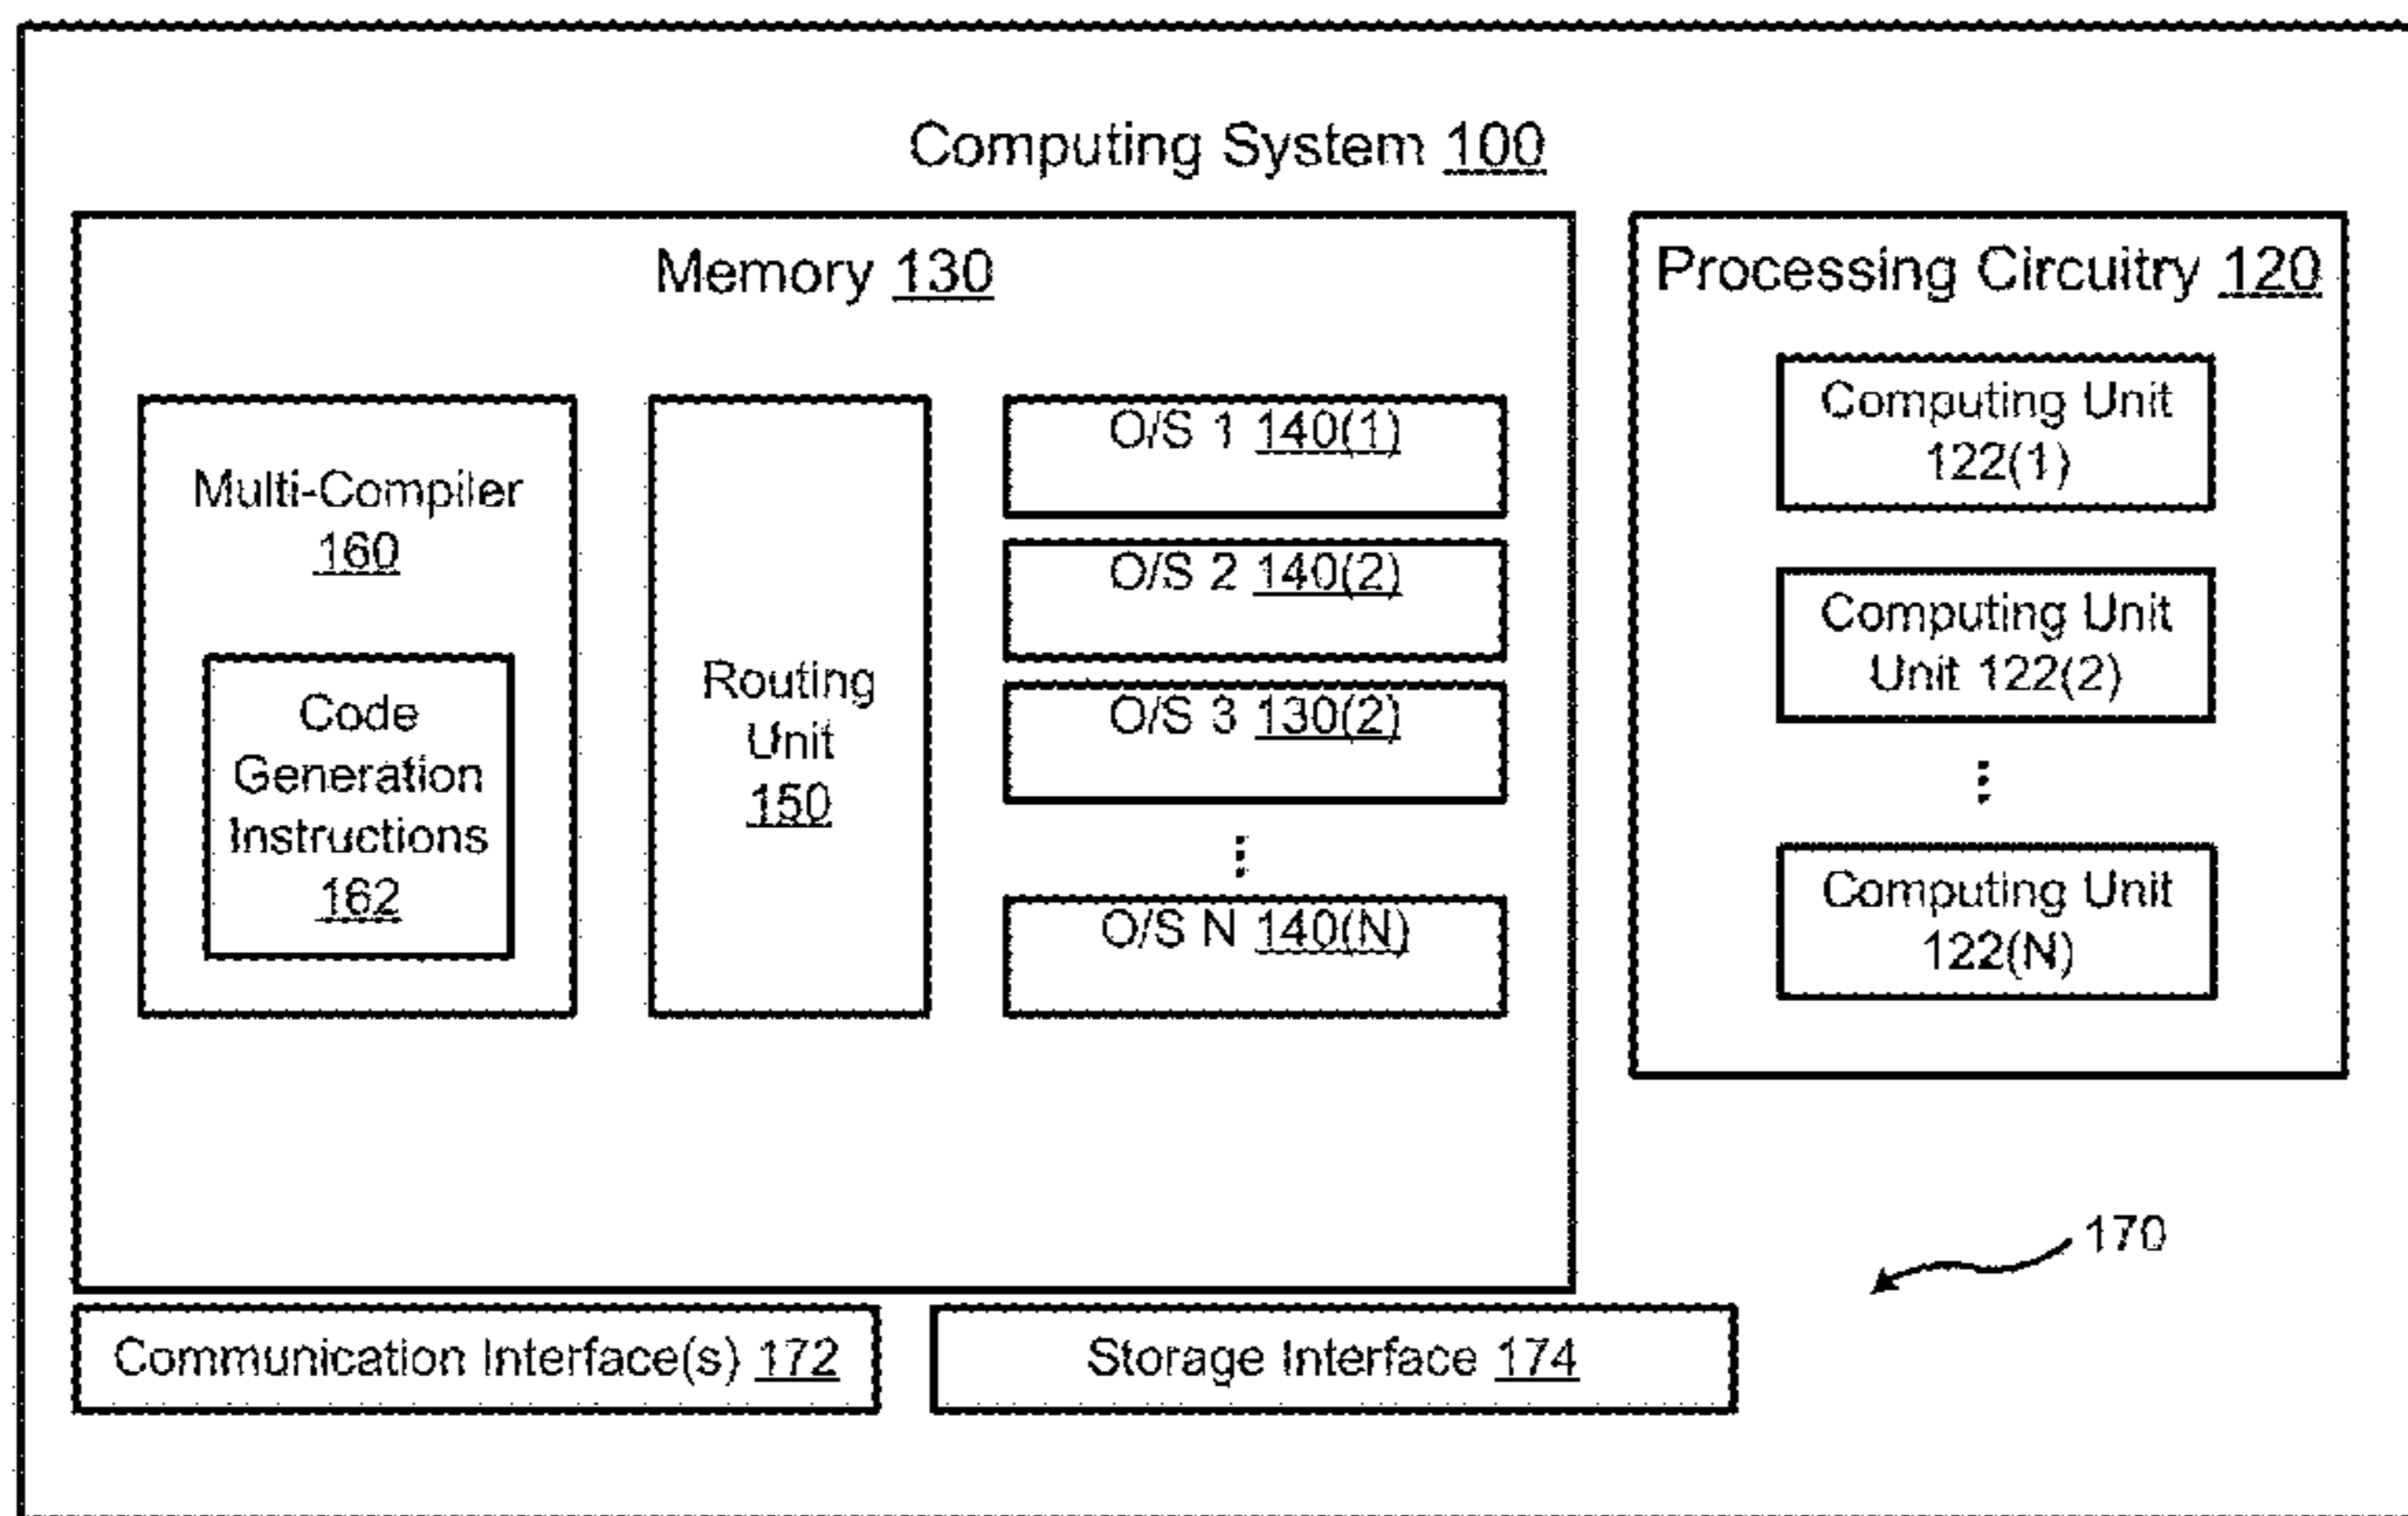 Computing System 100
Memory 130
Multi-Compiler
160
Code
Generation
Instructions
162
Routing
Unit
150
O/S 1 140(1)
O/S 2 140(2)
O/S 3 130(2)
⋮
O/S N 140(N)
Processing Circuitry 120
Computing Unit
122(1)
Computing Unit
Unit 122(2)
⋮
Computing Unit
122(N)
170
Communication Interface(s) 172
Storage Interface 174